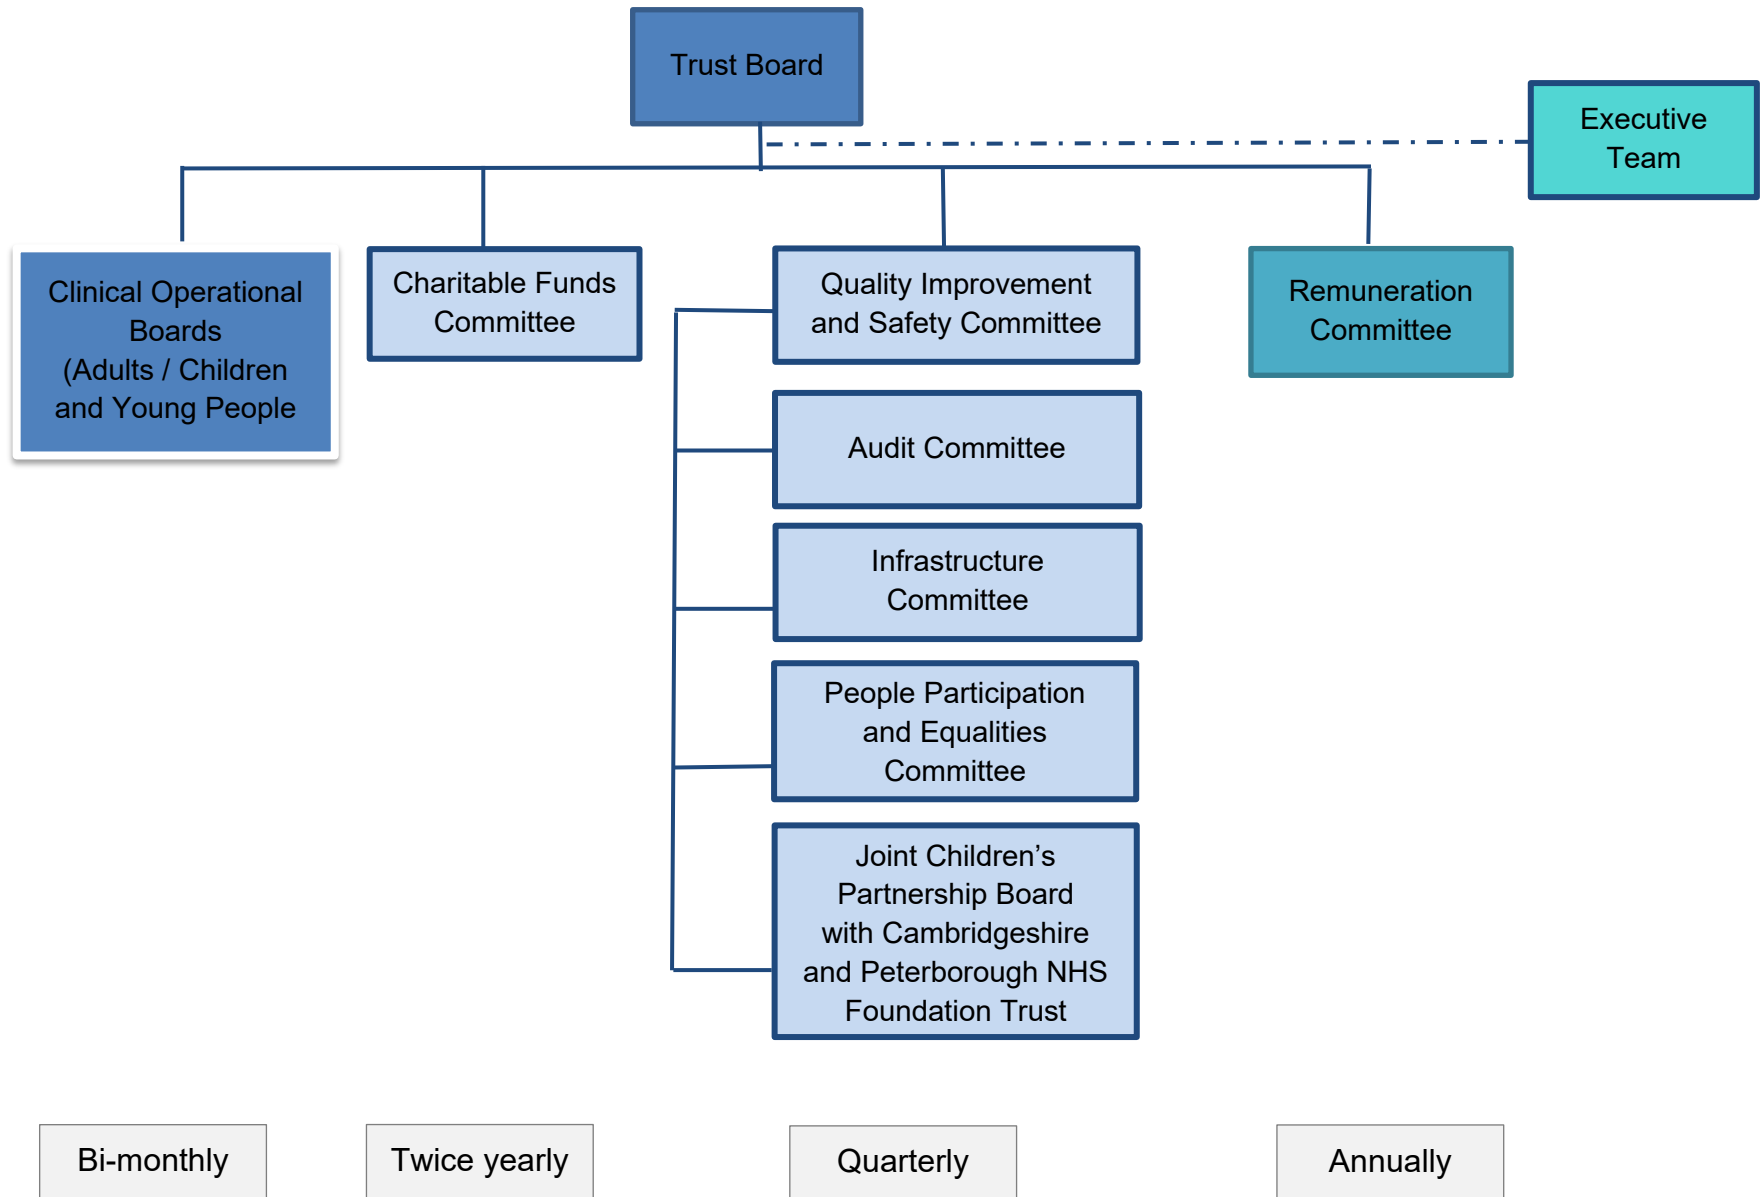 Trust Board
Executive
Team
Clinical Operational
Boards
(Adults / Children
and Young People
Charitable Funds
Committee
Quality Improvement
and Safety Committee
Remuneration
Committee
Audit Committee
Infrastructure
Committee
People Participation
and Equalities
Committee
Joint Children’s
Partnership Board
with Cambridgeshire
and Peterborough NHS
Foundation Trust
Bi-monthly
Twice yearly
Quarterly
Annually